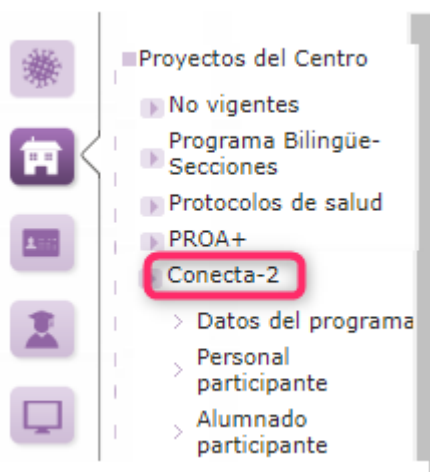 Proyectos del Centro
No vigentes
Programa Bilingüe-
Secciones
Protocolos de salud
PROA+
Conecta-2
Datos del programa
Personal
participante
Alumnado
participante